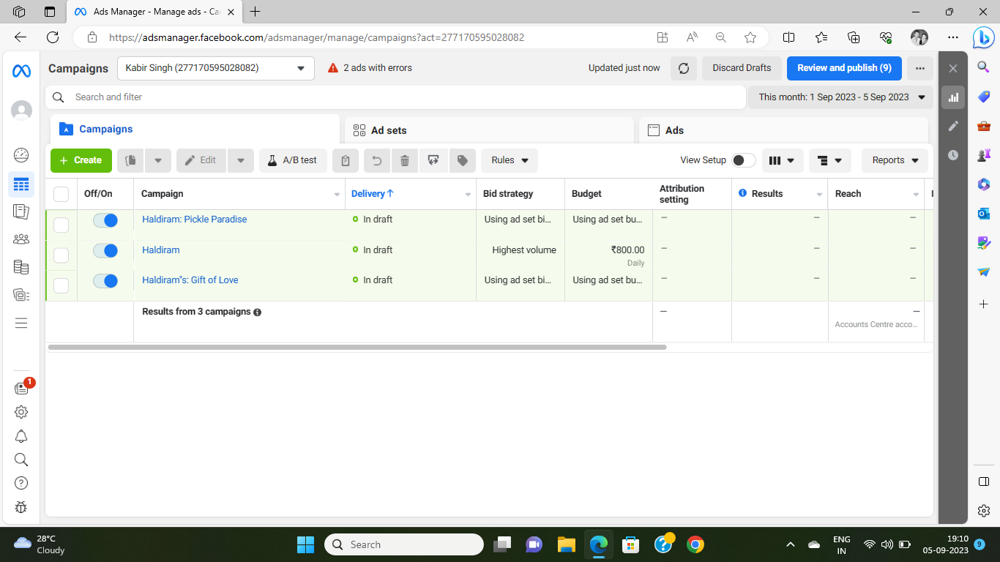 Ads Manager - Manage ads - Ca
https://adsmanager.facebook.com/adsmanager/manage/campaigns?act=277170595028082
Campaigns
Kabir Singh (277170595028082)
2 ads with errors
Updated just now
Discard Drafts
Review and publish (9)
Search and filter
This month: 1 Sep 2023 - 5 Sep 2023
Campaigns
Ad sets
Ads
+ Create
Edit
A/B test
Rules
View Setup
Reports
Off/On
Campaign
Delivery↑
Bid strategy
Budget
Attribution
setting
Results
Reach
Haldiram: Pickle Paradise
In draft
Using ad set bi...
Using ad set bu...
—
—
—
Haldiram
In draft
Highest volume
₹800.00
Daily
—
—
—
Haldiram"s: Gift of Love
In draft
Using ad set bi...
Using ad set bu...
—
—
—
Results from 3 campaigns
—
—
Accounts Centre acco...
1
28°C
Cloudy
Search
ENG
IN
19:10
05-09-2023
9